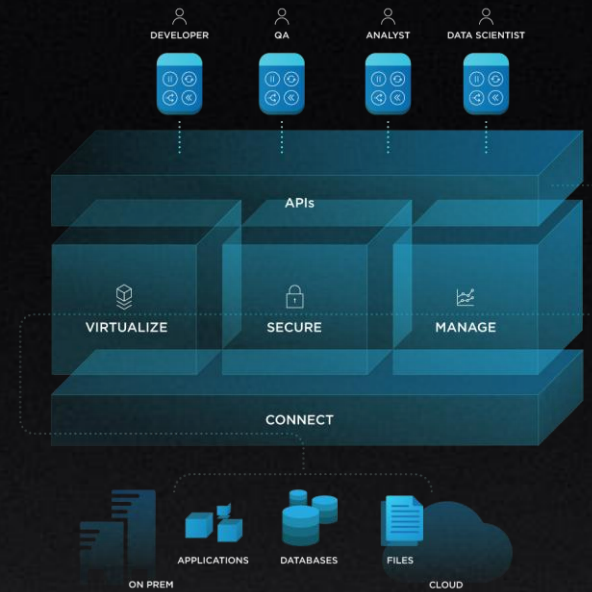 DEVELOPER QA ANALYST DATA SCIENTIST
APIs
VIRTUALIZE SECURE MANAGE
CONNECT
APPLICATIONS DATABASES FILES
ON PREM CLOUD